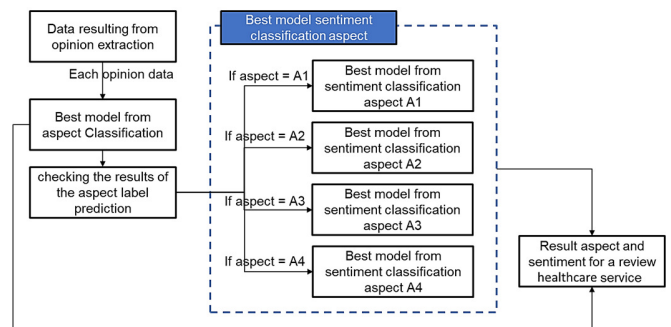 Data resulting from
opinion extraction
Each opinion data
Best model from
aspect Classification
checking the results of
the aspect label
prediction
Best model sentiment
classification aspect
If aspect = A1
Best model from
sentiment classification
aspect A1
If aspect = A2
Best model from
sentiment classification
aspect A2
If aspect = A3
Best model from
sentiment classification
aspect A3
If aspect = A4
Best model from
sentiment classification
aspect A4
Result aspect and
sentiment for a review
healthcare service